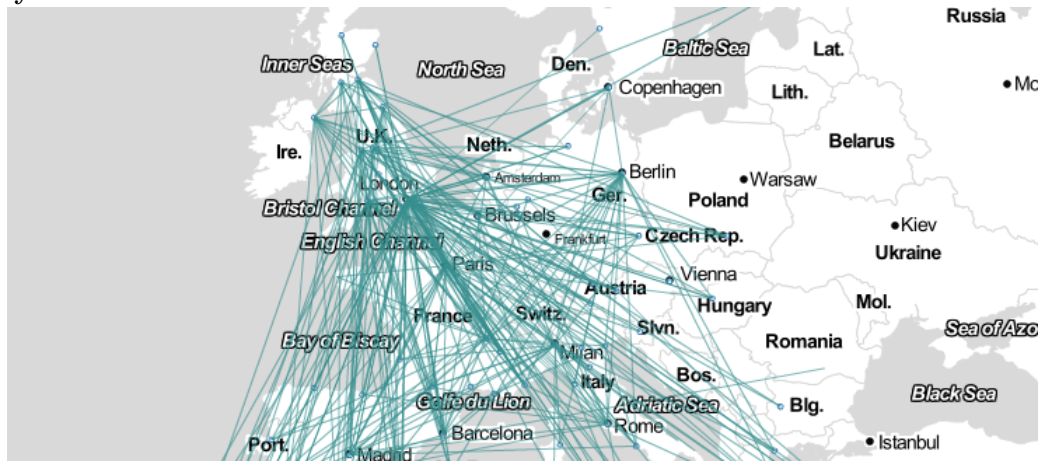 Russia
Inner Seas
North Sea
Den.
Baltic Sea
Lat.
Copenhagen
Lith.
Mo
U.K.
Neth.
Belarus
Ire.
London
Amsterdam
Berlin
Ger.
Warsaw
Poland
Bristol Channel
Brussels
Kiev
English Channel
Frankfurt
Czech Rep.
Ukraine
Paris
Vienna
Austria
Hungary
Mol.
France
Switz.
Slvn.
Sea of Azo
Bay of Biscay
Milan
Romania
Bos.
Italy
Black Sea
Golfe du Lion
Adriatic Sea
Blg.
Rome
Port.
Barcelona
Istanbul
Madrid